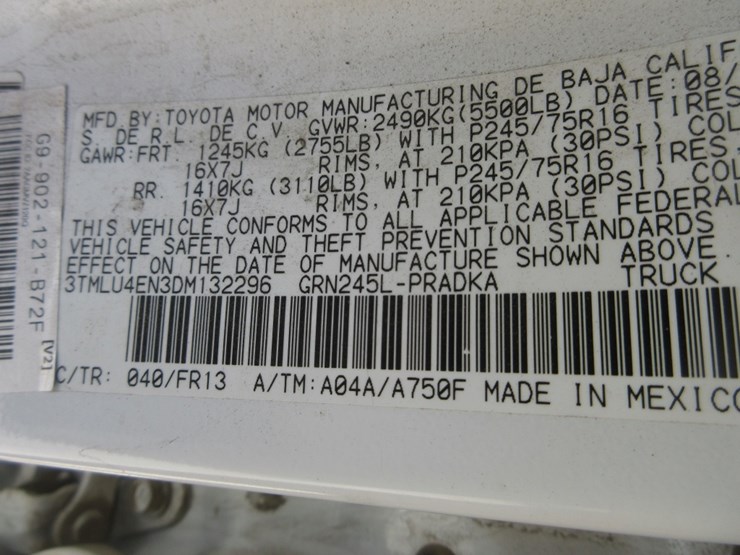 MFD BY:TOYOTA MOTOR MANUFACTURING DE BAJA CALIF
S. DE R.L. DE C.V. GVWR:2490KG(5500LB) DATE:08/
GAWR:FRT. 1245KG (2755LB) WITH P245/75R16 TIRES
16X7J RIMS, AT 210KPA (30PSI) COL
RR. 1410KG (3110LB) WITH P245/75R16 TIRES,
16X7J RIMS, AT 210KPA (30PSI) COL
THIS VEHICLE CONFORMS TO ALL APPLICABLE FEDERAL
VEHICLE SAFETY AND THEFT PREVENTION STANDARDS
EFFECT ON THE DATE OF MANUFACTURE SHOWN ABOVE.
3TMLU4EN3DM132296 GRN245L-PRADKA TRUCK
C/TR: 040/FR13 A/TM:A04A/A750F MADE IN MEXICO
G9-902-121-B72F [V2]